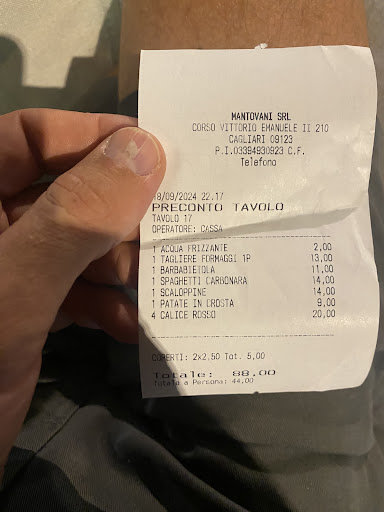 MANTOVANI SRL
CORSO VITTORIO EMANUELE II 210
CAGLIARI 09123
P.I.03394930923 C.F.
Telefono
18/09/2024 22.17
PRECONTO TAVOLO
TAVOLO 17
OPERATORE: CASSA
1 ACQUA FRIZZANTE 2,00
1 TAGLIERE FORMAGGI 1P 13,00
1 BARBABIETOLA 11,00
1 SPAGHETTI CARBONARA 14,00
1 SCALOPPINE 14,00
1 PATATE IN CROSTA 9,00
4 CALICE ROSSO 20,00
COPERTI: 2x2,50 Tot. 5,00
Totale: 88,00
Totale a Persona: 44,00